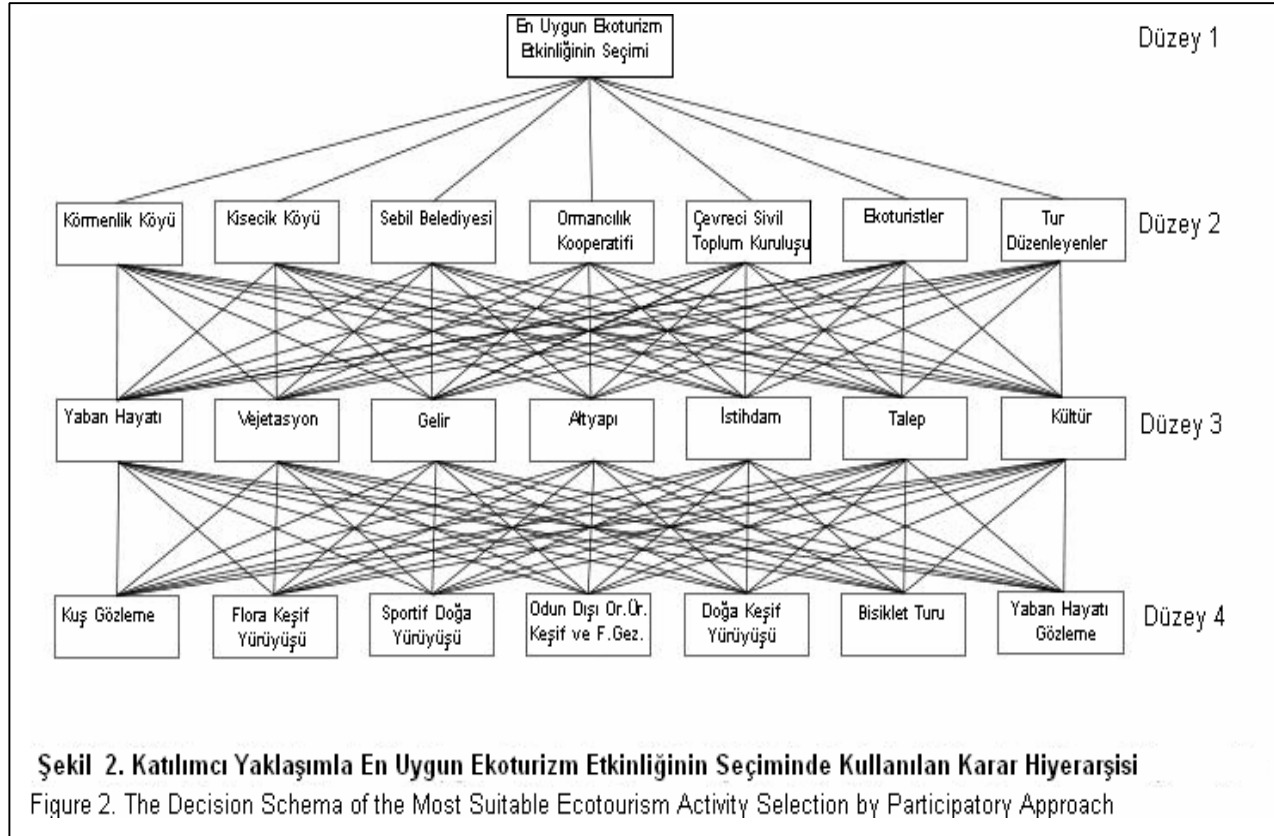 En Uygun Ekoturizm
Etkinliğinin Seçimi
Düzey 1
Körmenlik Köyü
Kisecik Köyü
Sebil Belediyesi
Ormancılık
Kooperatifi
Çevreci Sivil
Toplum Kuruluşu
Ekoturistler
Tur
Düzenleyenler
Düzey 2
Yaban Hayatı
Vejetasyon
Gelir
Altyapı
İstihdam
Talep
Kültür
Düzey 3
Kuş Gözleme
Flora Keşif
Yürüyüşü
Sportif Doğa
Yürüyüşü
Odun Dışı Or.Ür.
Keşif ve F.Gez.
Doğa Keşif
Yürüyüşü
Bisiklet Turu
Yaban Hayatı
Gözleme
Düzey 4
Şekil 2. Katılımcı Yaklaşımla En Uygun Ekoturizm Etkinliğinin Seçiminde Kullanılan Karar Hiyerarşisi
Figure 2. The Decision Schema of the Most Suitable Ecotourism Activity Selection by Participatory Approach